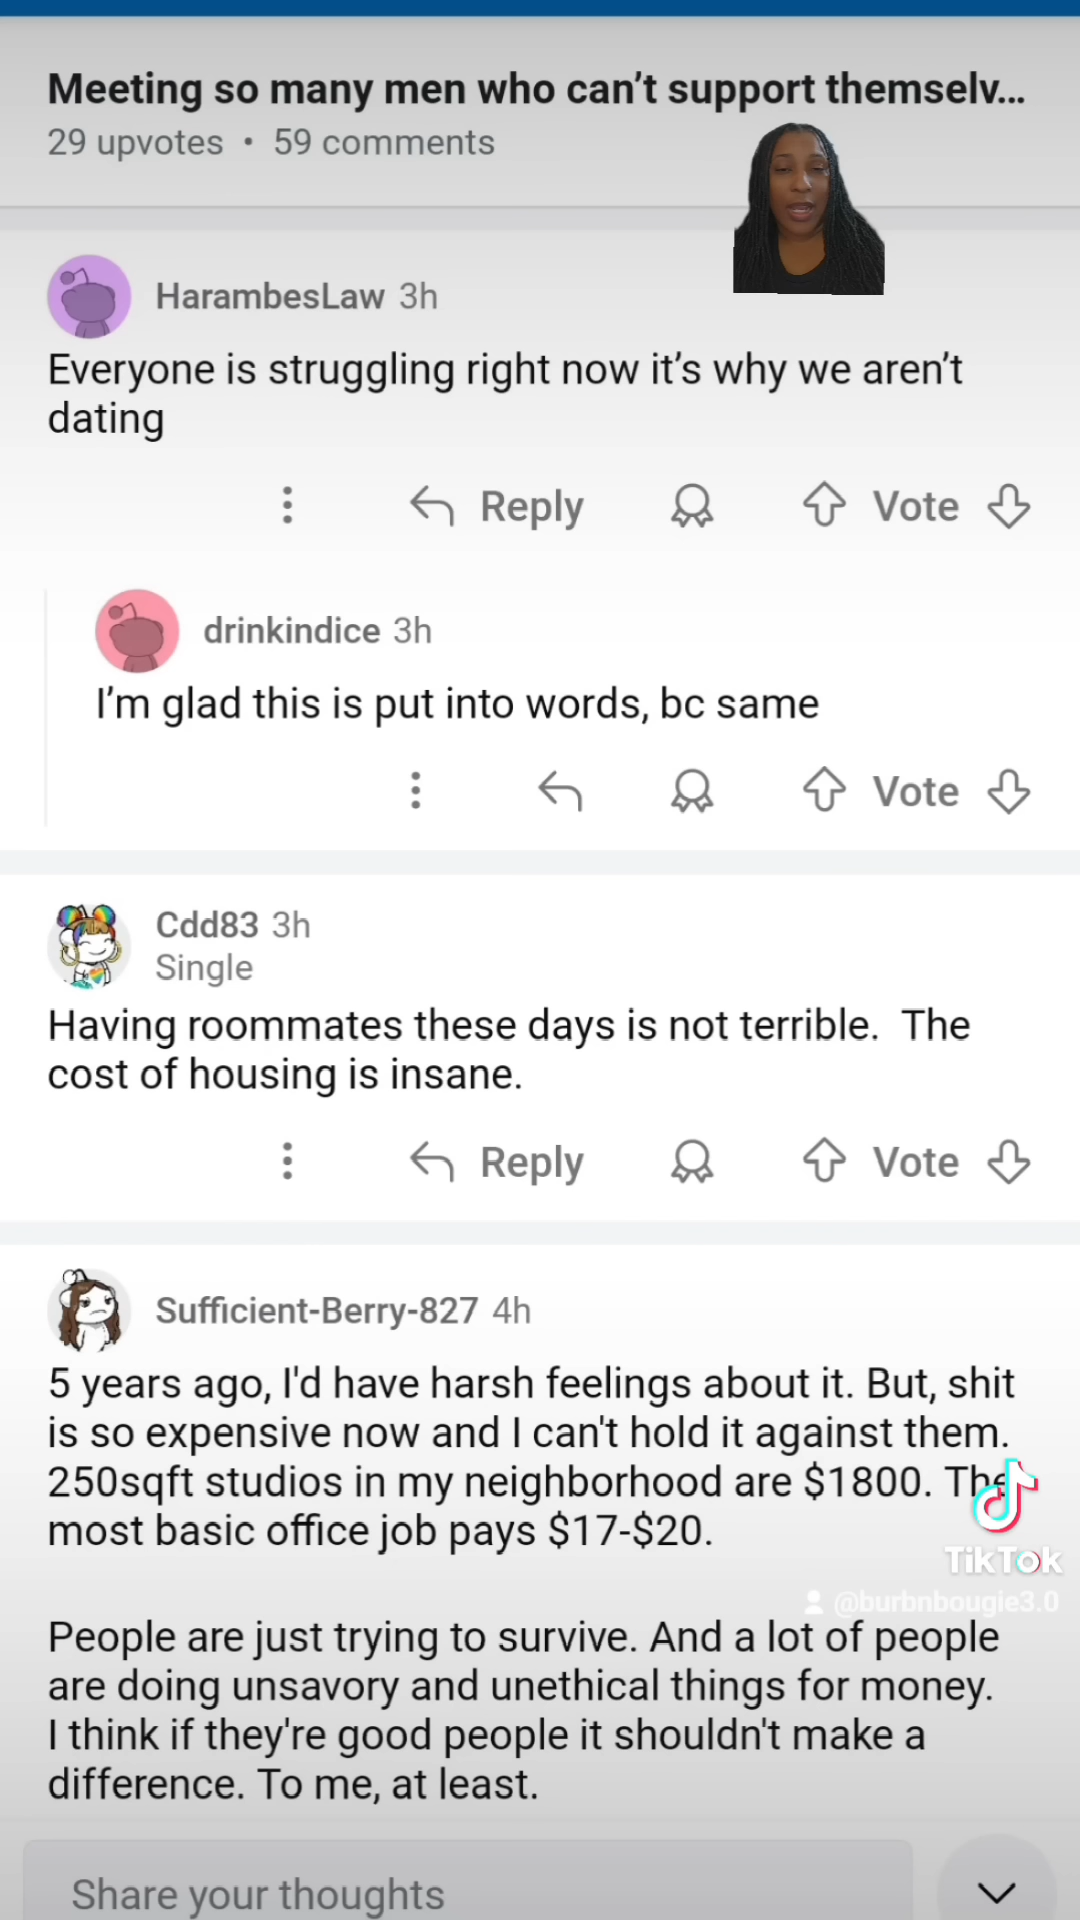 Meeting so many men who can't support themselv...
29 upvotes • 59 comments
HarambesLaw 3h
Everyone is struggling right now it's why we aren't
dating
Reply
Vote
drinkindice 3h
I'm glad this is put into words, bc same
Vote
Cdd83 3h
Single
Having roommates these days is not terrible.  The
cost of housing is insane.
Reply
Vote
Sufficient-Berry-827 4h
5 years ago, I'd have harsh feelings about it. But, shit
is so expensive now and I can't hold it against them.
250sqft studios in my neighborhood are $1800. The
most basic office job pays $17-$20.
TikTok
@burbnbougie3.0
People are just trying to survive. And a lot of people
are doing unsavory and unethical things for money.
I think if they're good people it shouldn't make a
difference. To me, at least.
Share your thoughts